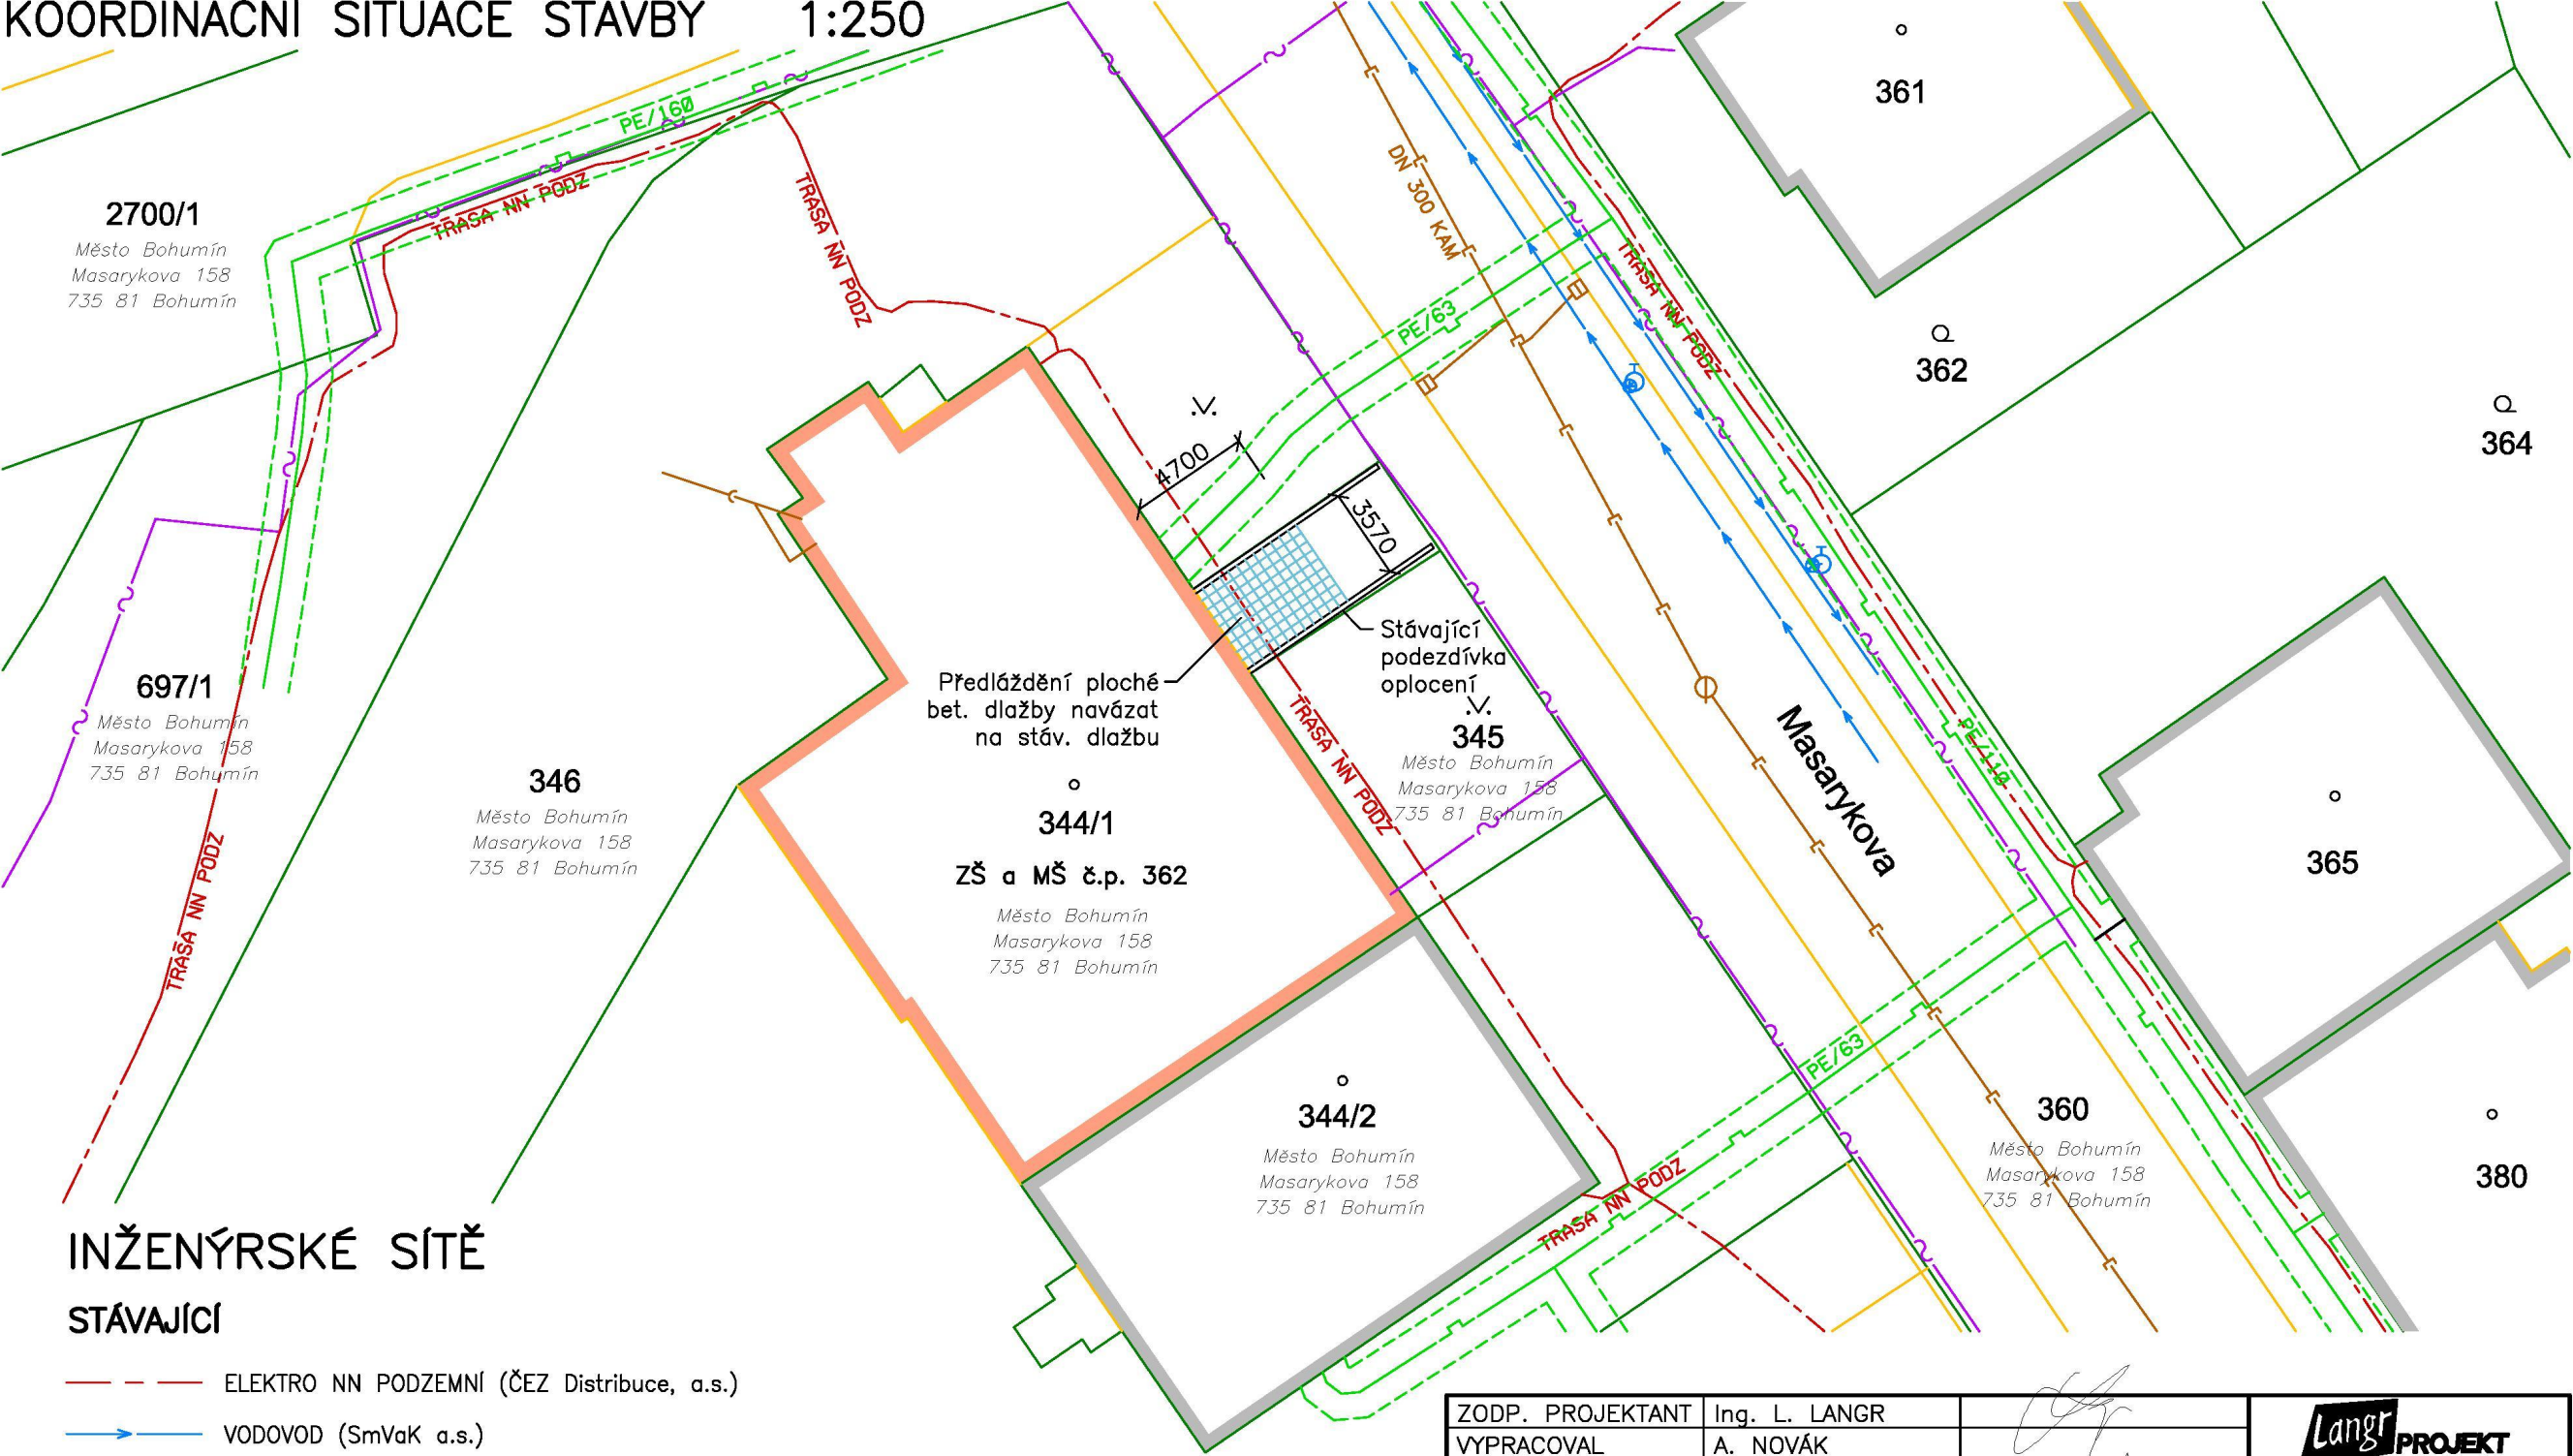 KOORDINAČNÍ SITUACE STAVBY 1:250
PE/160
TRASA NN PODZ
TRASA NN PODZ
2700/1
Město Bohumín
Masarykova 158
735 81 Bohumín
DN 300 KAM
361
PE/63
TRASA NN PODZ
362
364
4700
3570
Stávající
podezdívka
oplocení
Předláždění ploché
bet. dlažby navázat
na stáv. dlažbu
697/1
Město Bohumín
Masarykova 158
735 81 Bohumín
TRASA NN PODZ
346
Město Bohumín
Masarykova 158
735 81 Bohumín
344/1
ZŠ a MŠ č.p. 362
Město Bohumín
Masarykova 158
735 81 Bohumín
TRASA NN PODZ
345
Město Bohumín
Masarykova 158
735 81 Bohumín
Masarykova
PE/110
365
344/2
Město Bohumín
Masarykova 158
735 81 Bohumín
PE/63
TRASA NN PODZ
360
Město Bohumín
Masarykova 158
735 81 Bohumín
380
INŽENÝRSKÉ SÍTĚ
STÁVAJÍCÍ
ELEKTRO NN PODZEMNÍ (ČEZ Distribuce, a.s.)
VODOVOD (SmVaK a.s.)
ZODP. PROJEKTANT Ing. L. LANGR
VYPRACOVAL A. NOVÁK
Langr PROJEKT